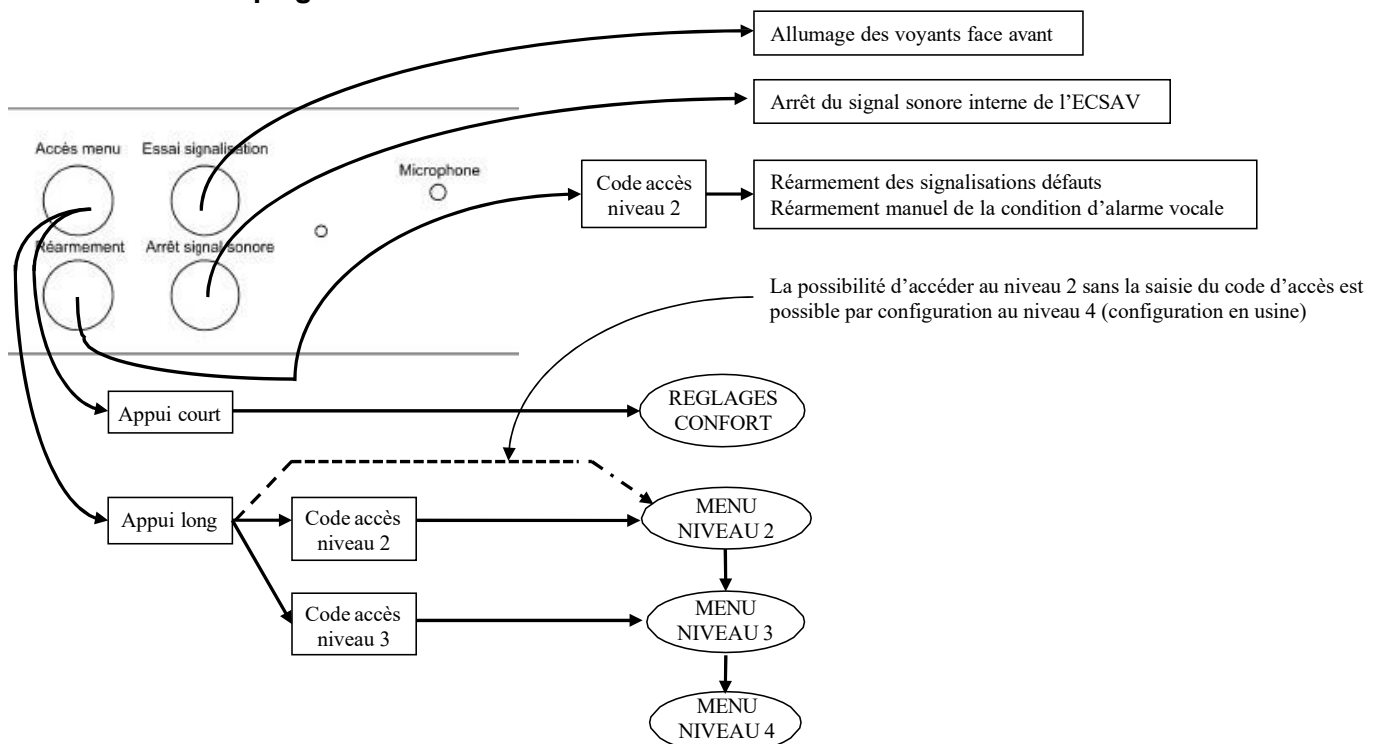 Allumage des voyants face avant
Arrêt du signal sonore interne de l'ECSAV
Accès menu
Essai signalisation
Microphone
Code accès
niveau 2
Réarmement des signalisations défauts
Réarmement manuel de la condition d'alarme vocale
Réarmement
Arrêt signal sonore
La possibilité d'accéder au niveau 2 sans la saisie du code d'accès est
possible par configuration au niveau 4 (configuration en usine)
Appui court
REGLAGES
CONFORT
Appui long
Code accès
niveau 2
MENU
NIVEAU 2
Code accès
niveau 3
MENU
NIVEAU 3
MENU
NIVEAU 4